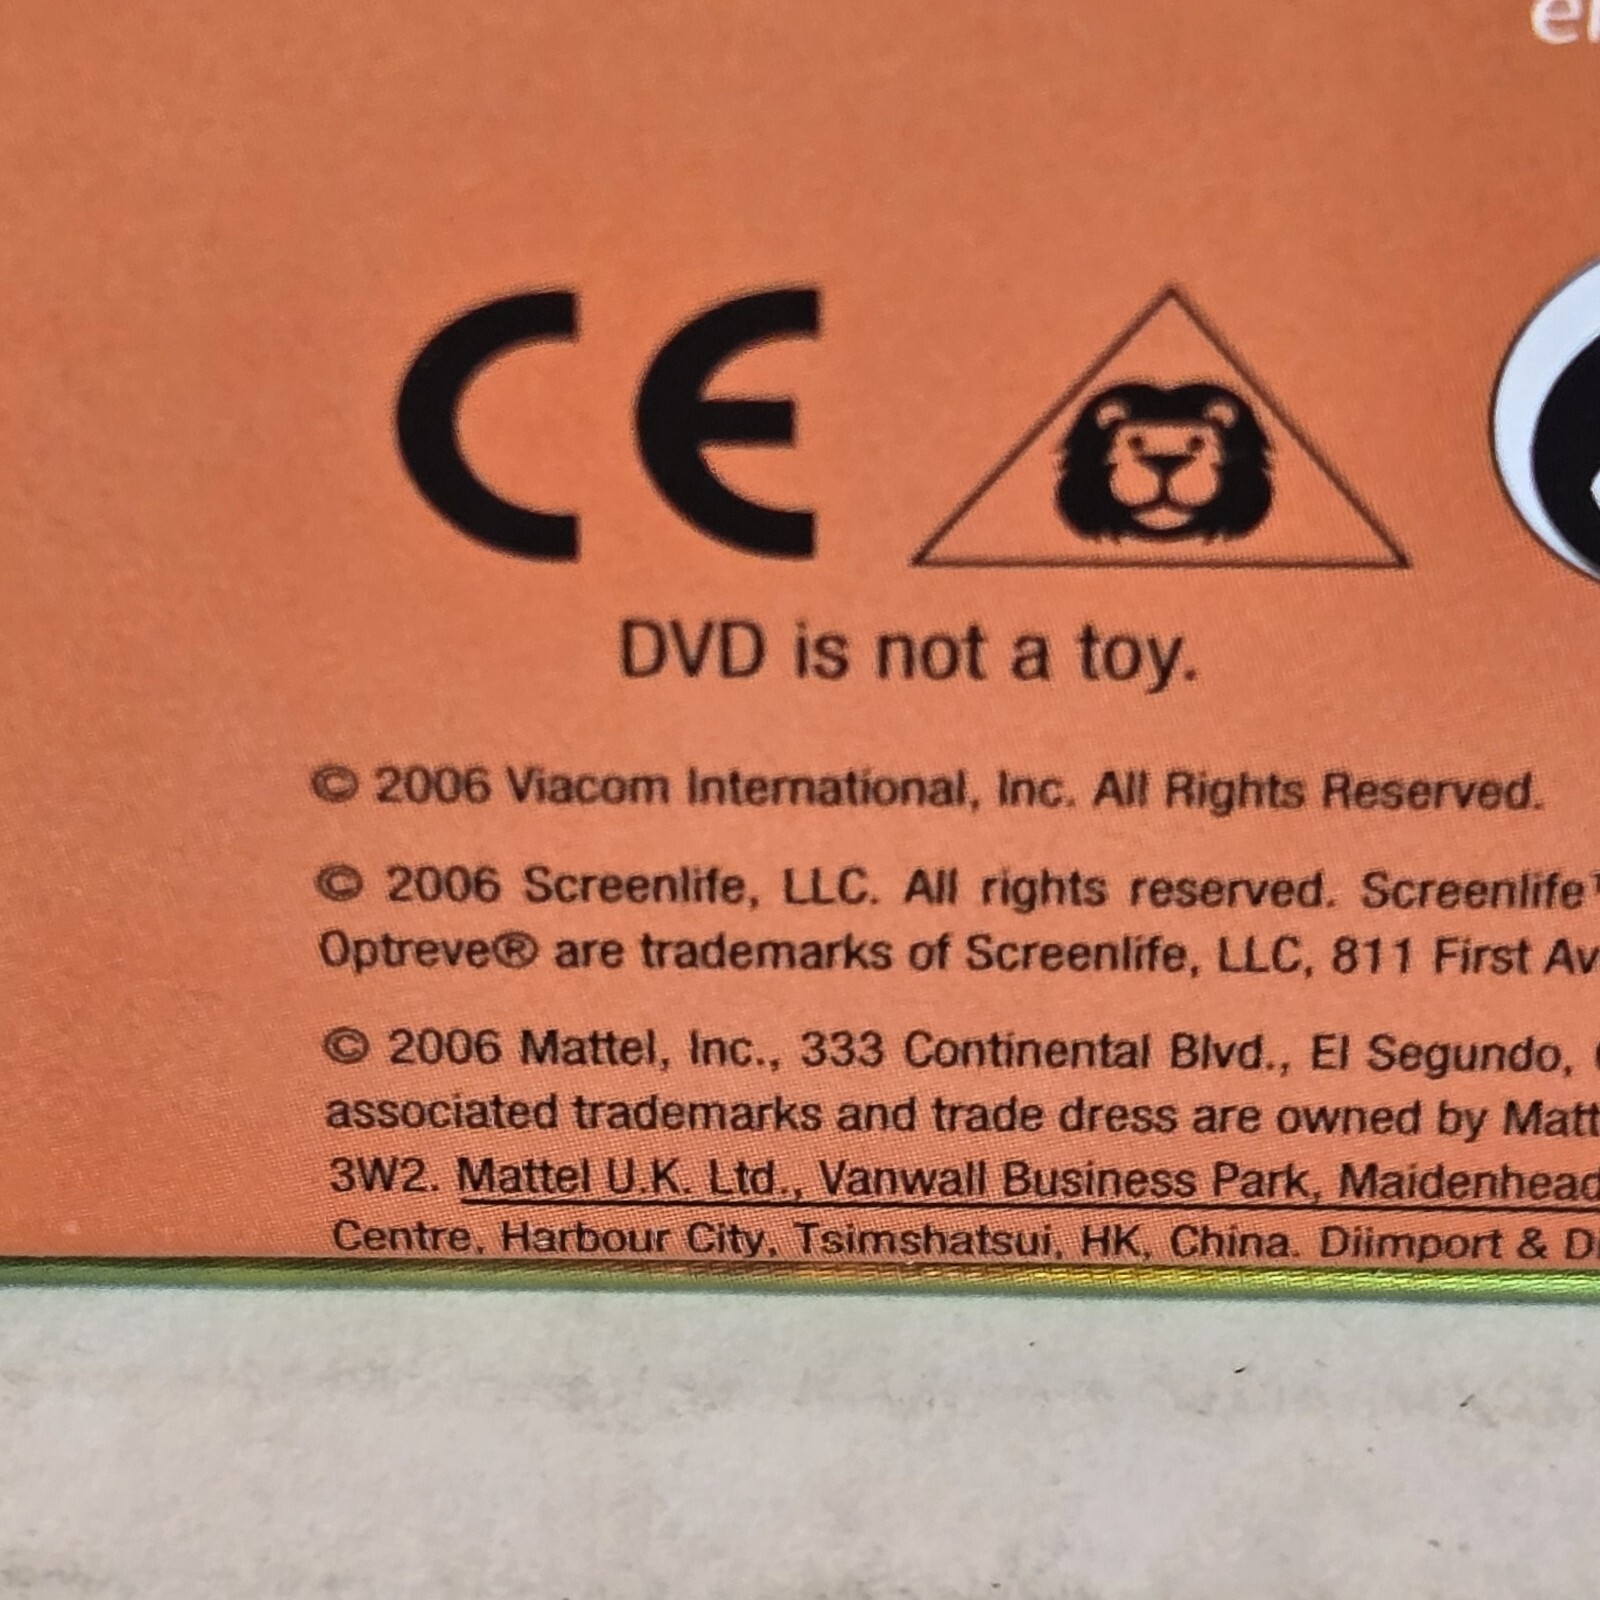 CE
DVD is not a toy.
© 2006 Viacom International, Inc. All Rights Reserved.
© 2006 Screenlife, LLC. All rights reserved. Screenlife
Optreve® are trademarks of Screenlife, LLC, 811 First Av
© 2006 Mattel, Inc., 333 Continental Blvd., El Segundo,
associated trademarks and trade dress are owned by Matt
3W2. Mattel U.K. Ltd., Vanwall Business Park, Maidenhead
Centre, Harbour City, Tsimshatsui, HK, China. Diimport & Di